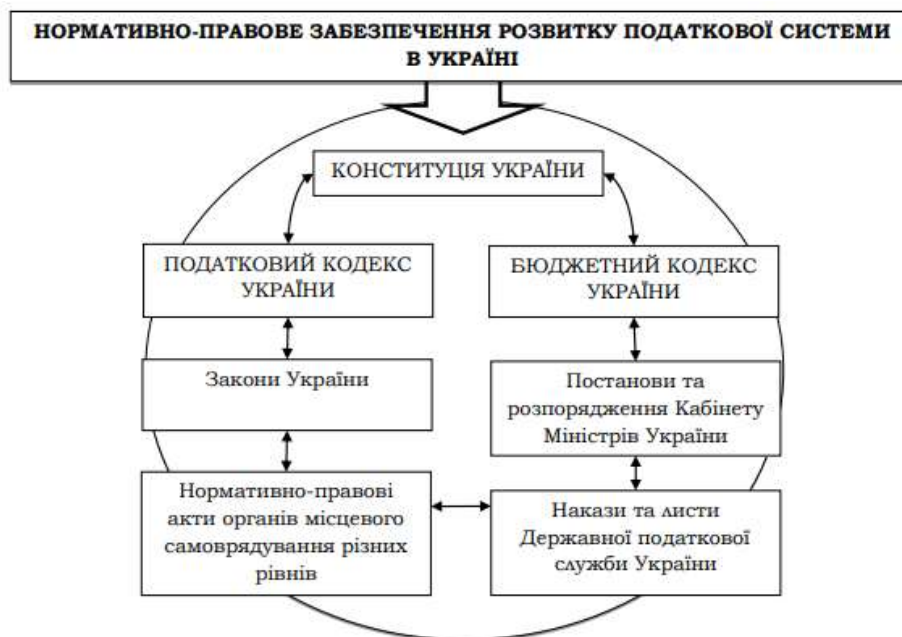 НОРМАТИВНО-ПРАВОВЕ ЗАБЕЗПЕЧЕННЯ РОЗВИТКУ ПОДАТКОВОЇ СИСТЕМИ
В УКРАЇНІ
КОНСТИТУЦІЯ УКРАЇНИ
ПОДАТКОВИЙ КОДЕКС
УКРАЇНИ
БЮДЖЕТНИЙ КОДЕКС
УКРАЇНИ
Закони України
Постанови та
розпорядження Кабінету
Міністрів України
Нормативно-правові
акти органів місцевого
самоврядування різних
рівнів
Накази та листи
Державної податкової
служби України